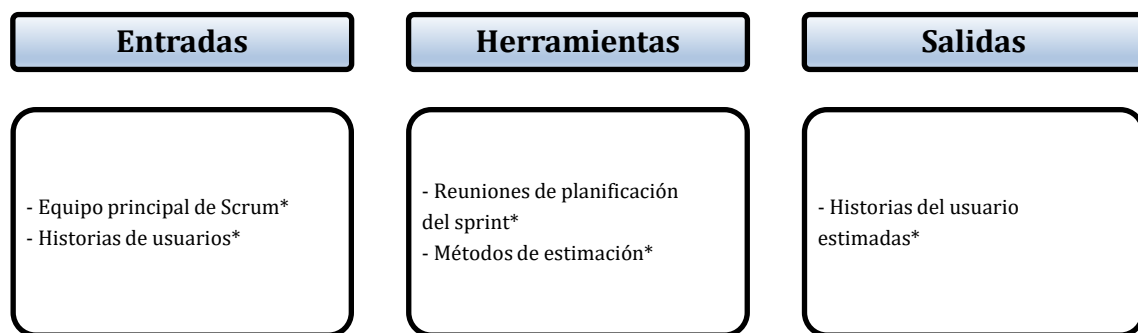 Entradas
Herramientas
Salidas
- Equipo principal de Scrum*
- Historias de usuarios*
- Reuniones de planificación
del sprint*
- Métodos de estimación*
- Historias del usuario
estimadas*